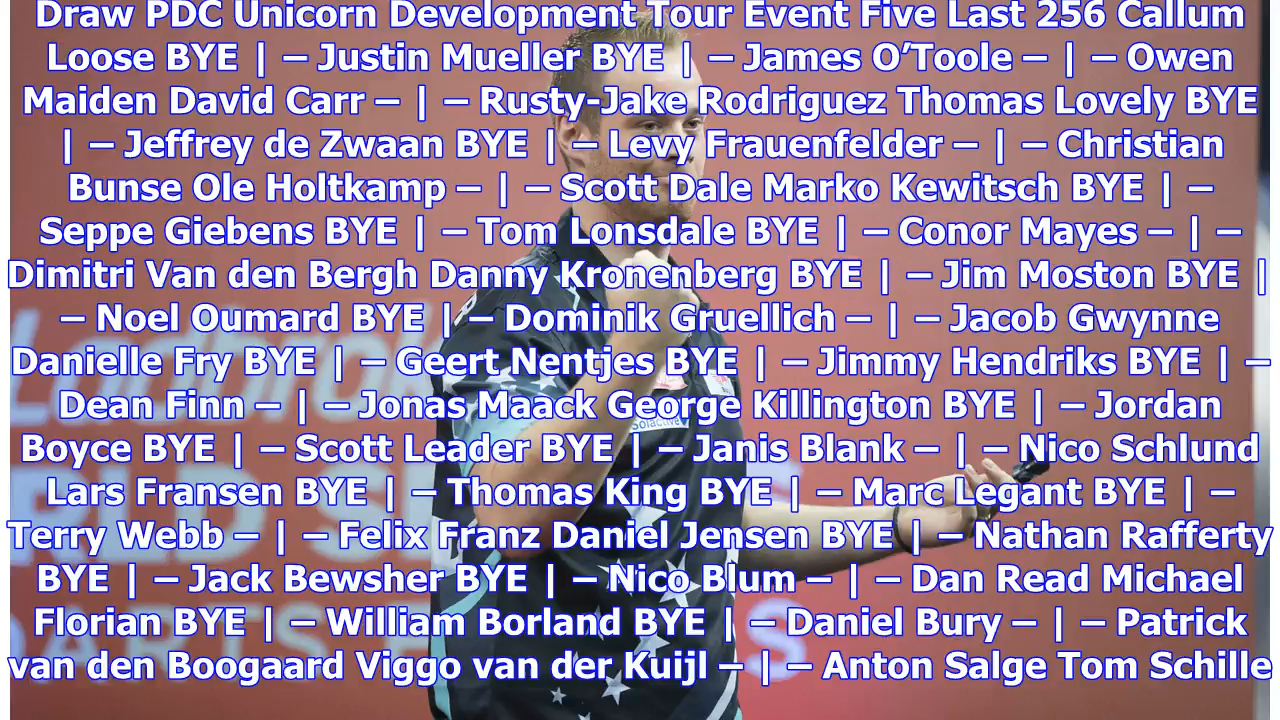 Draw PDC Unicorn Development Tour Event Five Last 256 Callum
Loose BYE | – Justin Mueller BYE | – James O’Toole – | – Owen
Maiden David Carr – | – Rusty-Jake Rodriguez Thomas Lovely BYE
| – Jeffrey de Zwaan BYE | – Levy Frauenfelder – | – Christian
Bunse Ole Holtkamp – | – Scott Dale Marko Kewitsch BYE | –
Seppe Giebens BYE | – Tom Lonsdale BYE | – Conor Mayes – | –
Dimitri Van den Bergh Danny Kronenberg BYE | – Jim Moston BYE |
– Noel Oumard BYE | – Dominik Gruellich – | – Jacob Gwynne
Danielle Fry BYE | – Geert Nentjes BYE | – Jimmy Hendriks BYE | –
Dean Finn – | – Jonas Maack George Killington BYE | – Jordan
Boyce BYE | – Scott Leader BYE | – Janis Blank – | – Nico Schlund
Lars Fransen BYE | – Thomas King BYE | – Marc Legant BYE | –
Terry Webb – | – Felix Franz Daniel Jensen BYE | – Nathan Rafferty
BYE | – Jack Bewsher BYE | – Nico Blum – | – Dan Read Michael
Florian BYE | – William Borland BYE | – Daniel Bury – | – Patrick
van den Boogaard Viggo van der Kuijl – | – Anton Salge Tom Schille